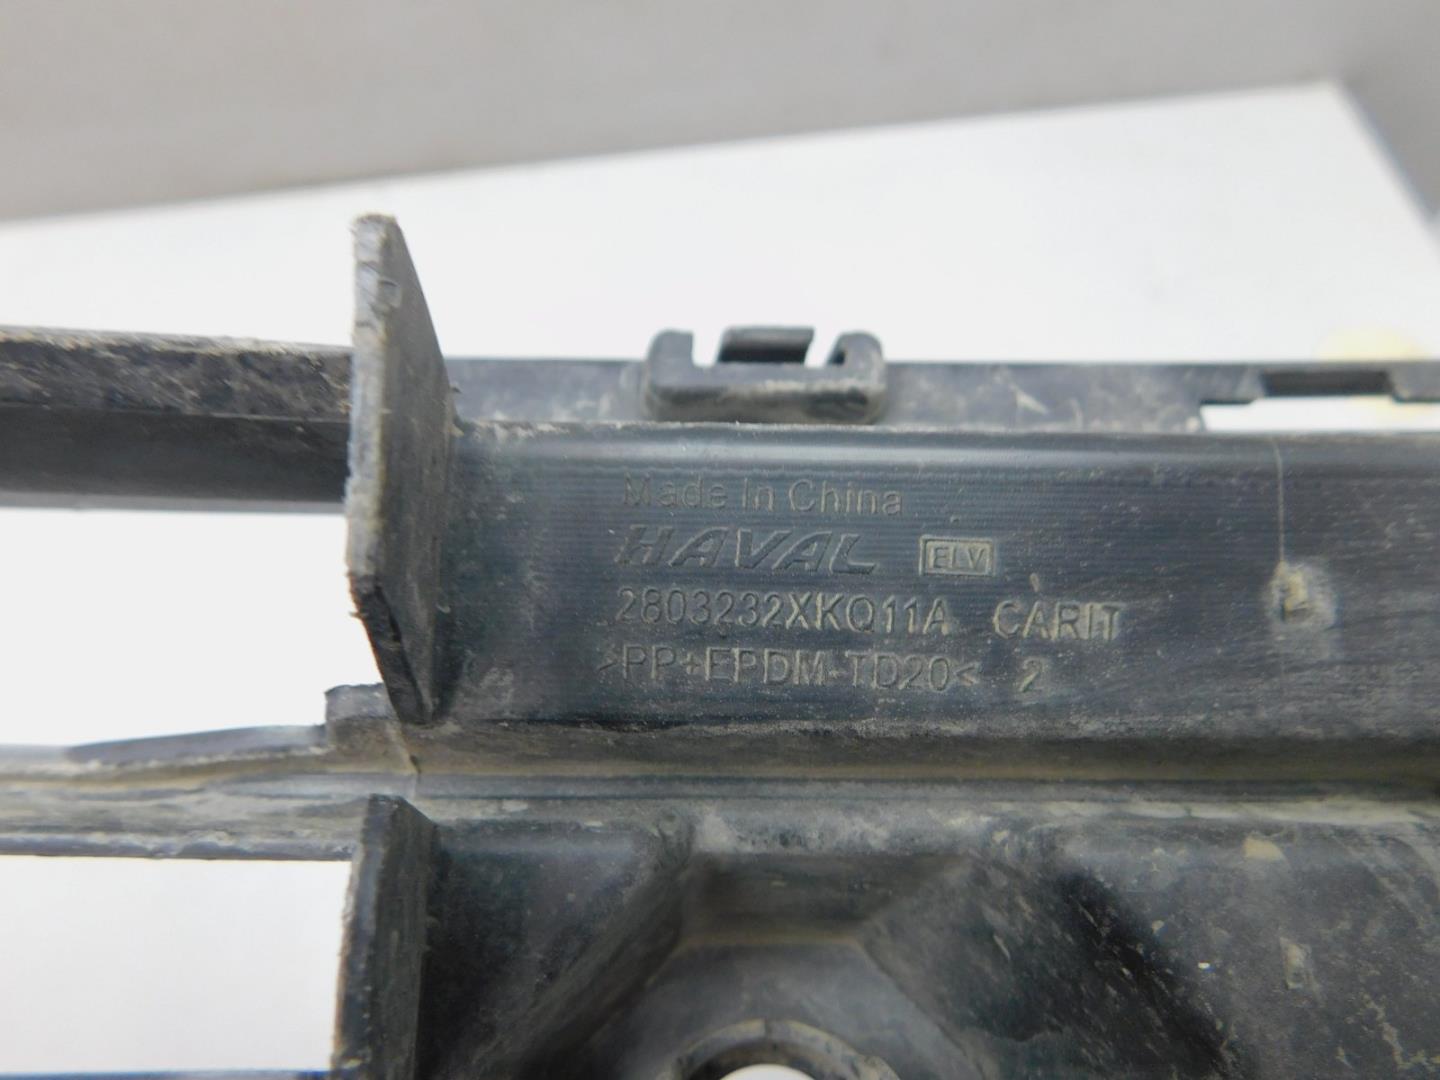 Made In China
HAVAL ELV
2803232XKQ11A CARIT
>PP+EPDM-TD20< 2